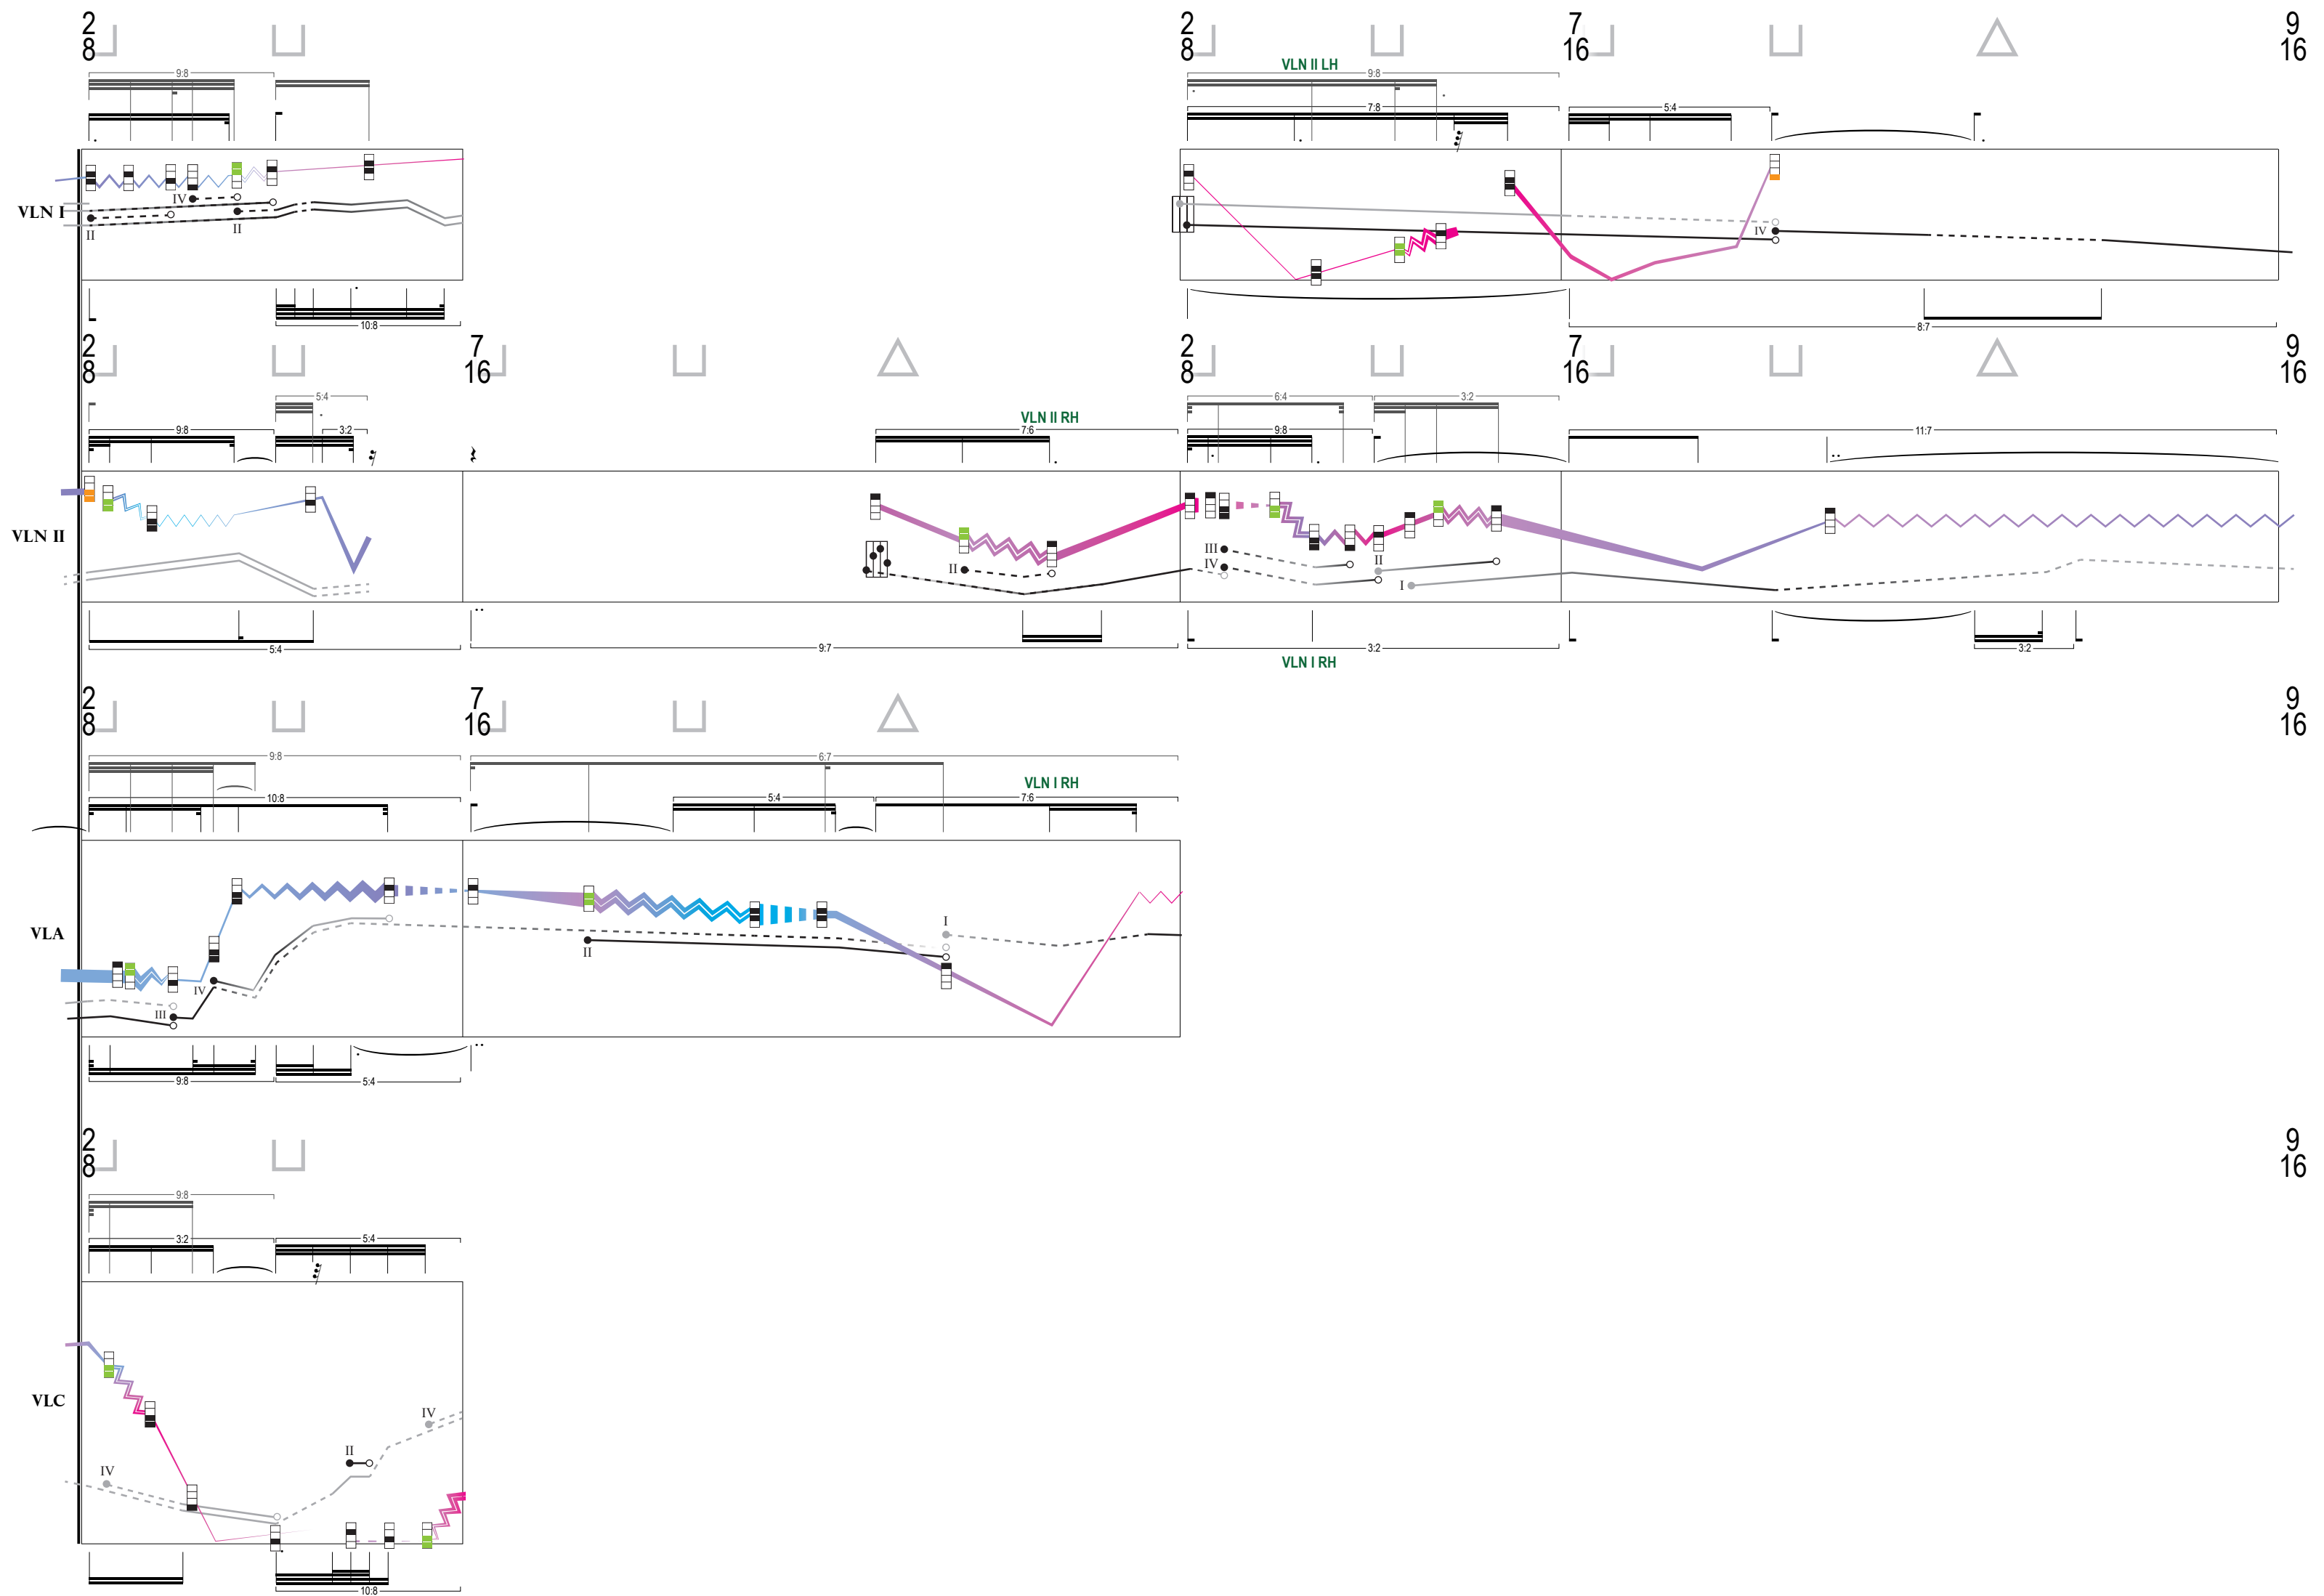 2 2 7 9
8 8 16 16
VLN II LH
9:8 9:8
7:8 5:4
VLN I
IV
II II
IV
10:8
8:7
2 7 2 7 9
8 16 8 16 16
5:4 6:4 3:2
VLN II RH
9:8 3:2 7:6 9:8 11:7
VLN II
III
IV
II II
I
5:4 9:7 3:2 3:2
VLN I RH
2 7 9
8 16 16
9:8 6:7
VLN I RH
10:8 5:4 7:6
VLA
I
II
IV
III
9:8 5:4
2 9
8 16
9:8
3:2 5:4
VLC
IV
II
IV
10:8